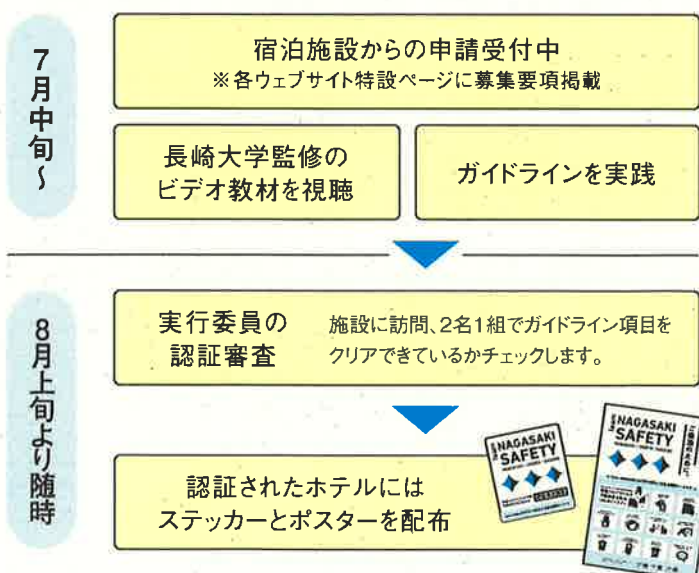 7月中旬〜
宿泊施設からの申請受付中
※各ウェブサイト特設ページに募集要項掲載
長崎大学監修の
ビデオ教材を視聴
ガイドラインを実践
8月上旬より随時
実行委員の
認証審査
施設に訪問、2名1組でガイドライン項目を
クリアできているかチェックします。
認証されたホテルには
ステッカーとポスターを配布
team
NAGASAKI
SAFETY
team
NAGASAKI
SAFETY